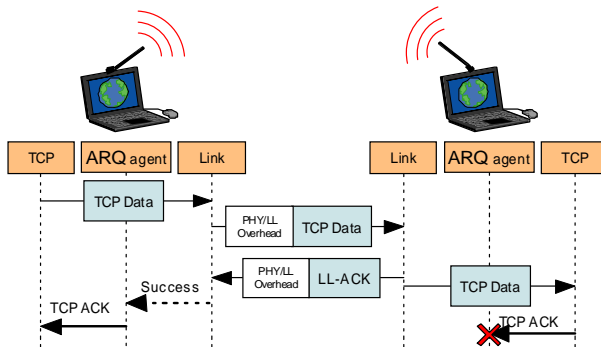 TCP
ARQ agent
Link
Link
ARQ agent
TCP
TCP Data
PHY/LL
Overhead
TCP Data
PHY/LL
Overhead
LL-ACK
Success
TCP Data
TCP ACK
TCP ACK